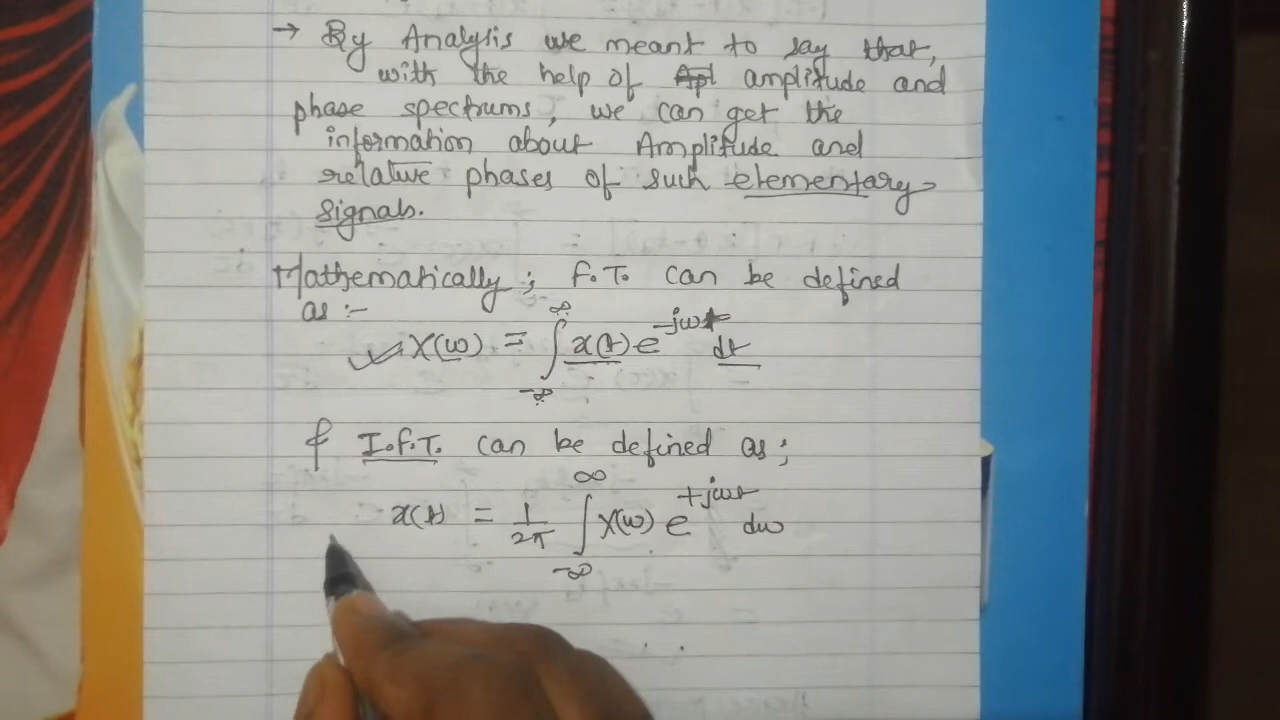 → By Analysis we meant to say that,
with the help of Apl amplitude and
phase spectrums, we can get the
information about Amplitude and
relative phases of such elementary
signals.
Mathematically; F.T. can be defined
as :-
X(ω) = ∫_{-∞}^{∞} x(t) e^{-jωt} dt
& I.F.T. can be defined as;
x(t) = 1/2π ∫_{-∞}^{∞} X(ω) e^{+jωt} dω